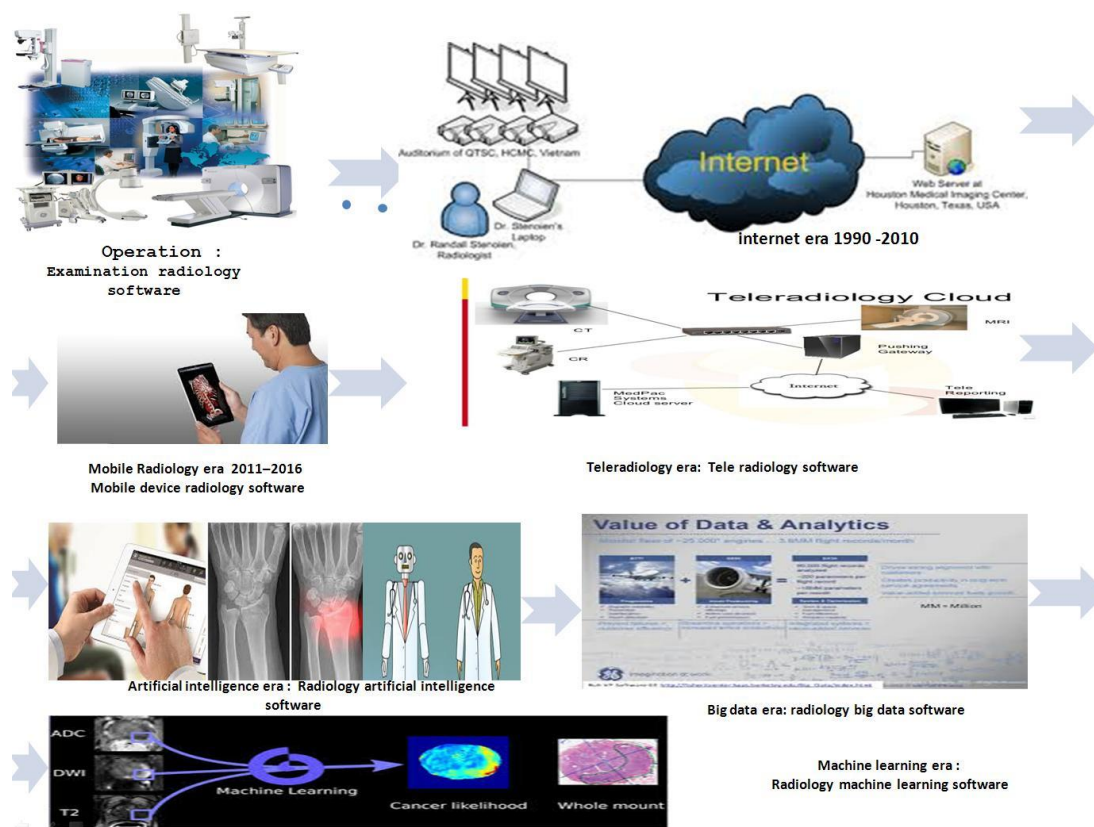 Auditorium of QTSC, HCMC, Vietnam
Internet
Web Server at
Houston Medical Imaging Center,
Houston, Texas, USA
Dr. Stenoien's
Laptop
Dr. Randall Stenoien,
Radiologist
internet era 1990 -2010
Operation :
Examination radiology
software
Teleradiology Cloud
CT
MRI
CR
Pushing
Gateway
Internet
MedPac
Systems
Cloud server
Tele
Reporting
Mobile Radiology era 2011–2016
Mobile device radiology software
Teleradiology era: Tele radiology software
Value of Data & Analytics
MM = Million
Artificial intelligence era : Radiology artificial intelligence
software
Big data era: radiology big data software
ADC
DWI
T2
Machine Learning
Cancer likelihood
Whole mount
Machine learning era :
Radiology machine learning software